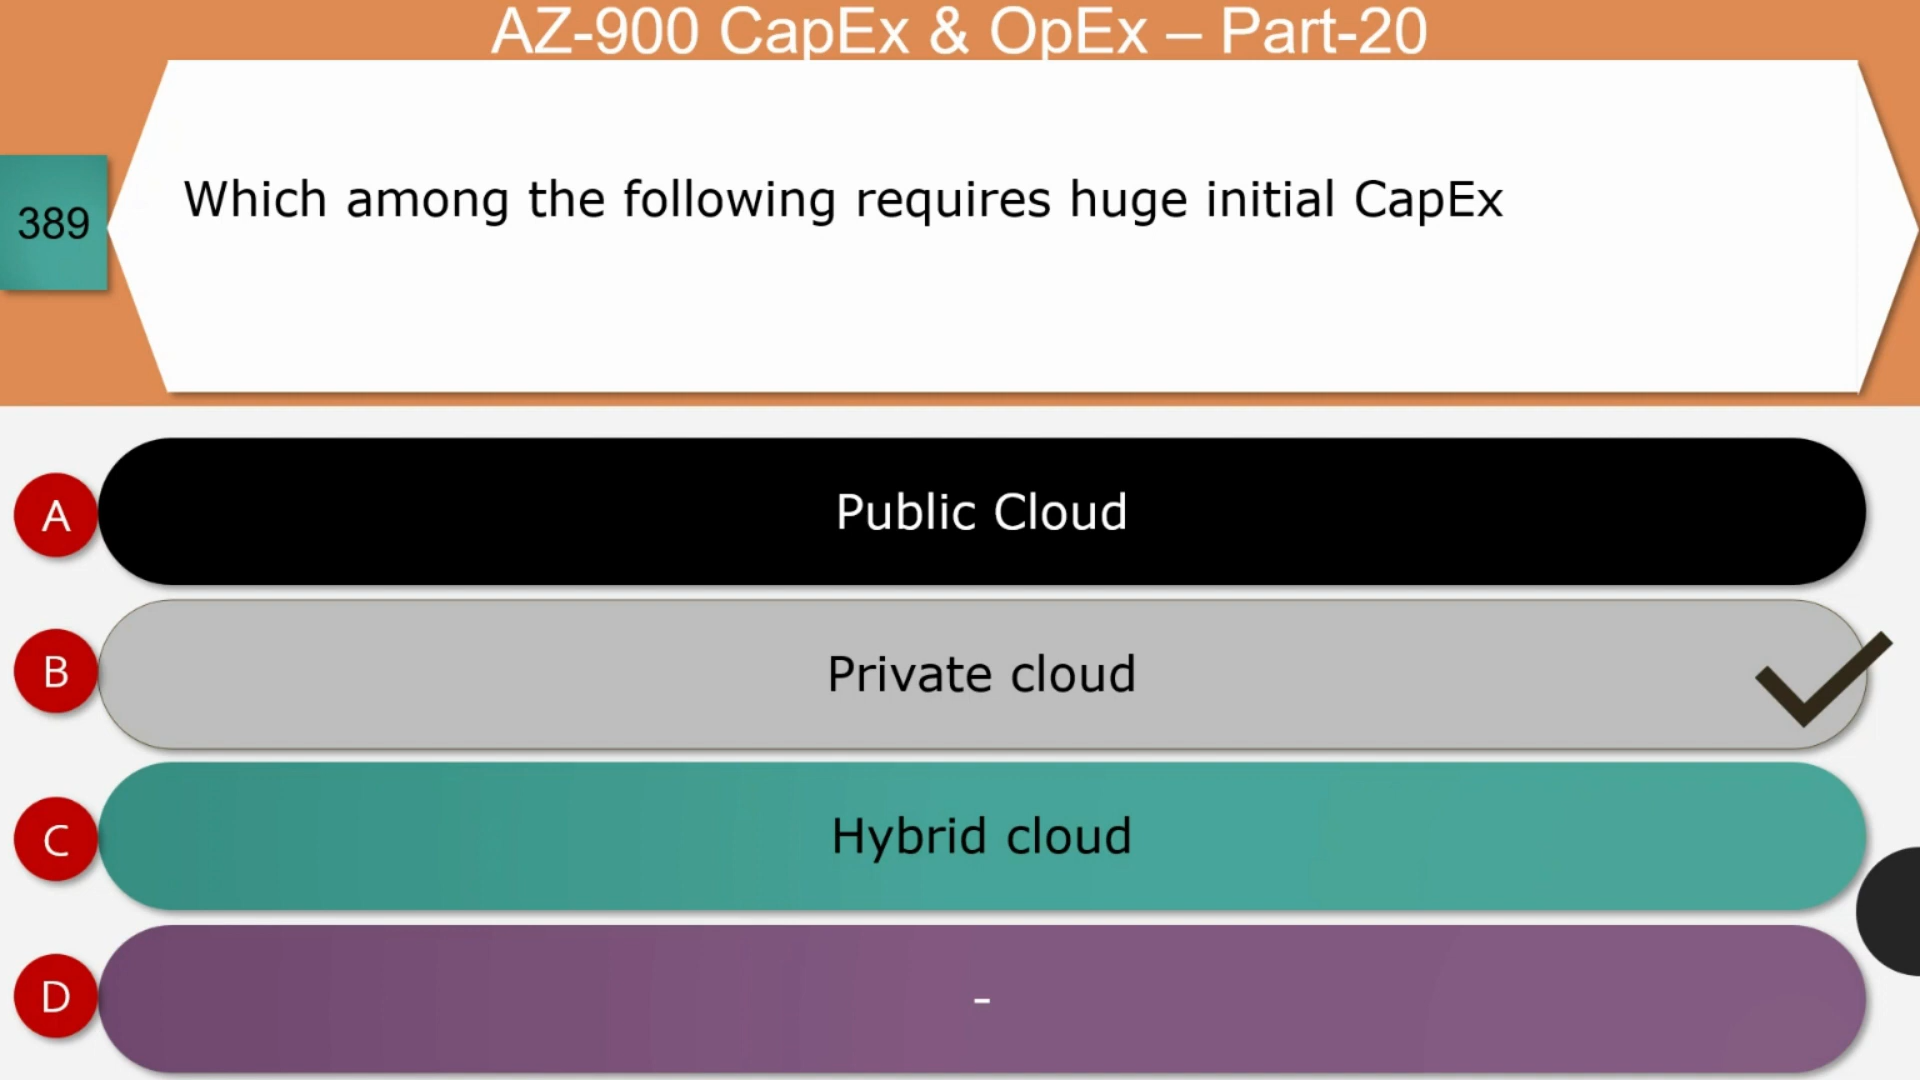 AZ-900 CapEx & OpEx – Part-20
389
Which among the following requires huge initial CapEx
A
Public Cloud
B
Private cloud
C
Hybrid cloud
D
-